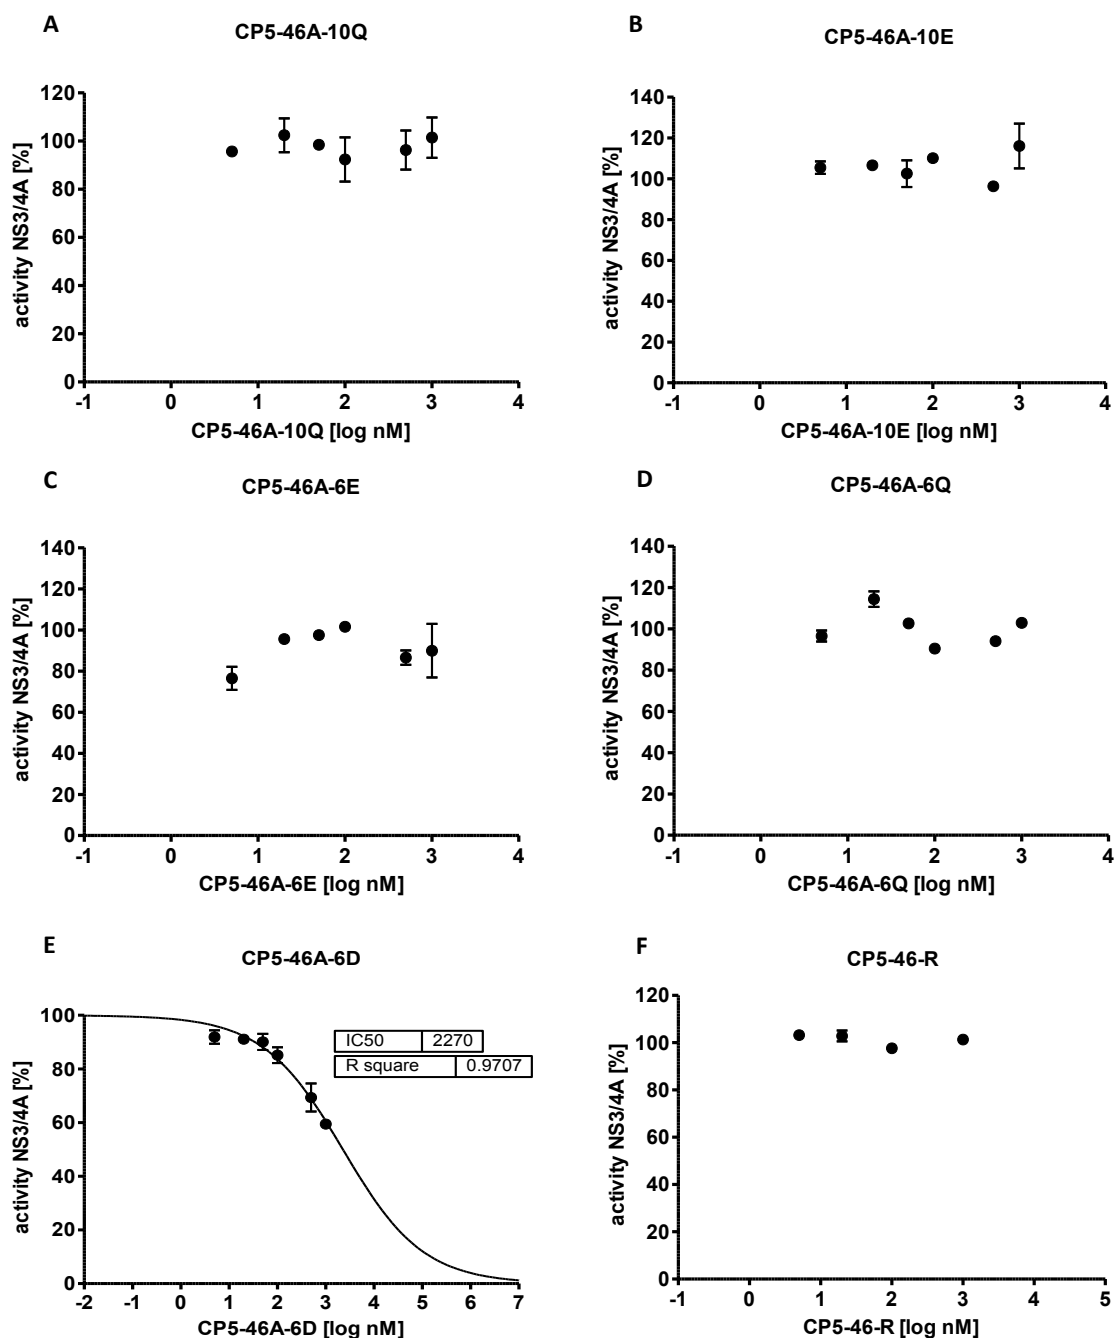 A
CP5-46A-10Q
activity NS3/4A [%]
120
100
80
60
40
20
0
-1 0 1 2 3 4
CP5-46A-10Q [log nM]
B
CP5-46A-10E
activity NS3/4A [%]
140
120
100
80
60
40
20
0
-1 0 1 2 3 4
CP5-46A-10E [log nM]
C
CP5-46A-6E
activity NS3/4A [%]
140
120
100
80
60
40
20
0
-1 0 1 2 3 4
CP5-46A-6E [log nM]
D
CP5-46A-6Q
activity NS3/4A [%]
140
120
100
80
60
40
20
0
-1 0 1 2 3 4
CP5-46A-6Q [log nM]
E
CP5-46A-6D
activity NS3/4A [%]
100
80
60
40
20
0
IC50 2270
R square 0.9707
-2 -1 0 1 2 3 4 5 6 7
CP5-46A-6D [log nM]
F
CP5-46-R
activity NS3/4A [%]
120
100
80
60
40
20
0
-1 0 1 2 3 4 5
CP5-46-R [log nM]